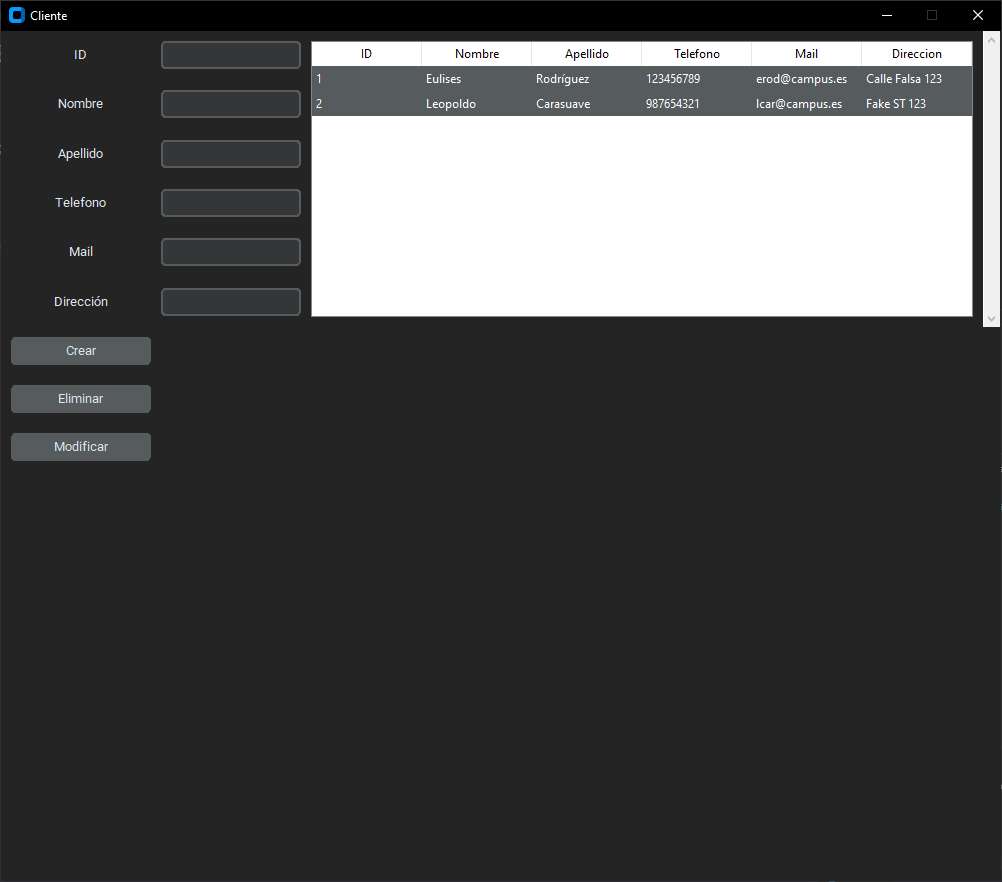 Cliente
ID
Nombre
Apellido
Telefono
Mail
Dirección
Crear
Eliminar
Modificar
ID Nombre Apellido Telefono Mail Direccion
1 Eulises Rodríguez 123456789 erod@campus.es Calle Falsa 123
2 Leopoldo Carasuave 987654321 lcar@campus.es Fake ST 123